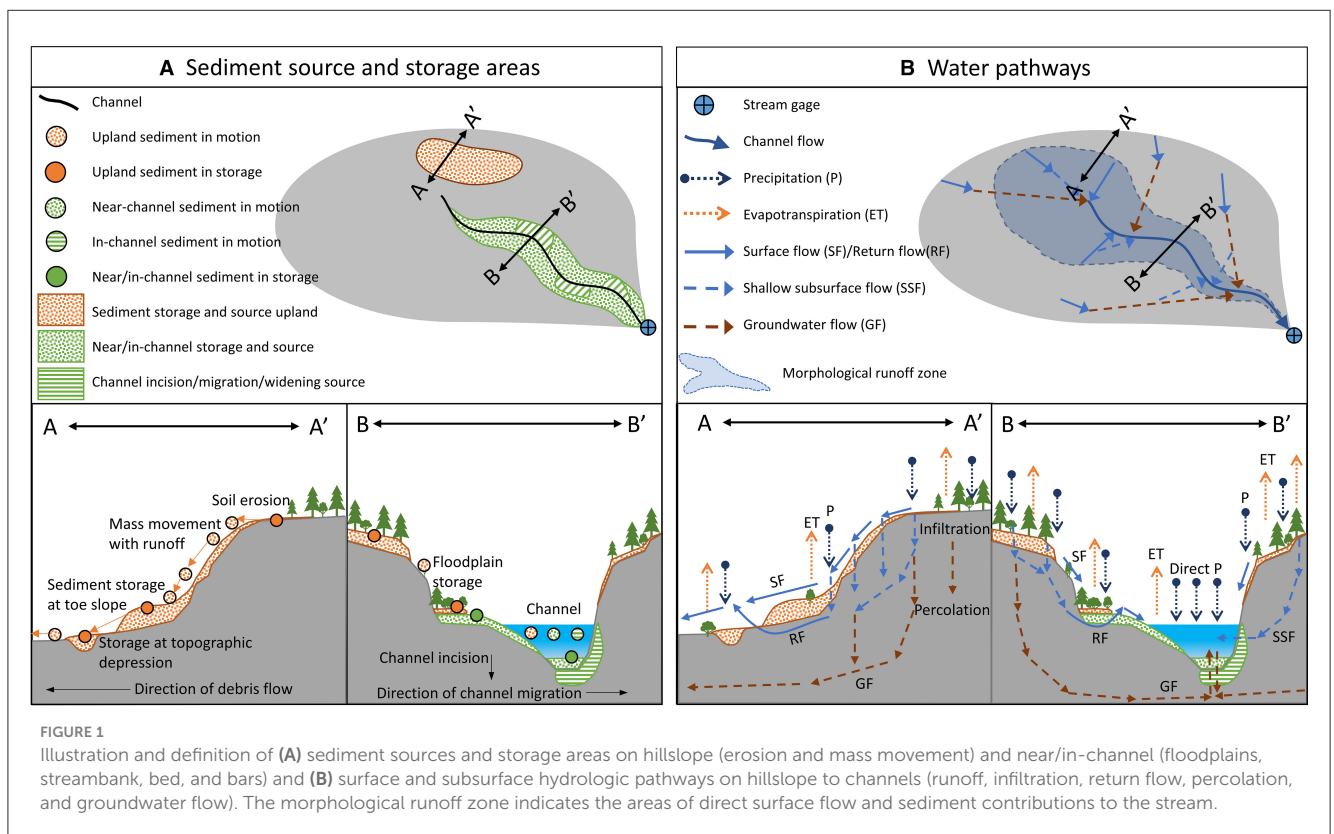 A Sediment source and storage areas
Channel
Upland sediment in motion
Upland sediment in storage
Near-channel sediment in motion
In-channel sediment in motion
Near/in-channel sediment in storage
Sediment storage and source upland
Near/in-channel storage and source
Channel incision/migration/widening source
A'
A
B'
B
A
A'
Soil erosion
Mass movement
with runoff
Sediment storage
at toe slope
Storage at topographic
depression
Direction of debris flow
B
B'
Floodplain
storage
Channel
Channel incision
Direction of channel migration
B Water pathways
Stream gage
Channel flow
Precipitation (P)
Evapotranspiration (ET)
Surface flow (SF)/Return flow(RF)
Shallow subsurface flow (SSF)
Groundwater flow (GF)
Morphological runoff zone
A'
A
B'
B
A
A'
ET
P
SF
RF
Infiltration
Percolation
GF
B
B'
ET
P
SF
ET
Direct P
RF
SSF
GF
FIGURE 1
Illustration and definition of (A) sediment sources and storage areas on hillslope (erosion and mass movement) and near/in-channel (floodplains,
streambank, bed, and bars) and (B) surface and subsurface hydrologic pathways on hillslope to channels (runoff, infiltration, return flow, percolation,
and groundwater flow). The morphological runoff zone indicates the areas of direct surface flow and sediment contributions to the stream.